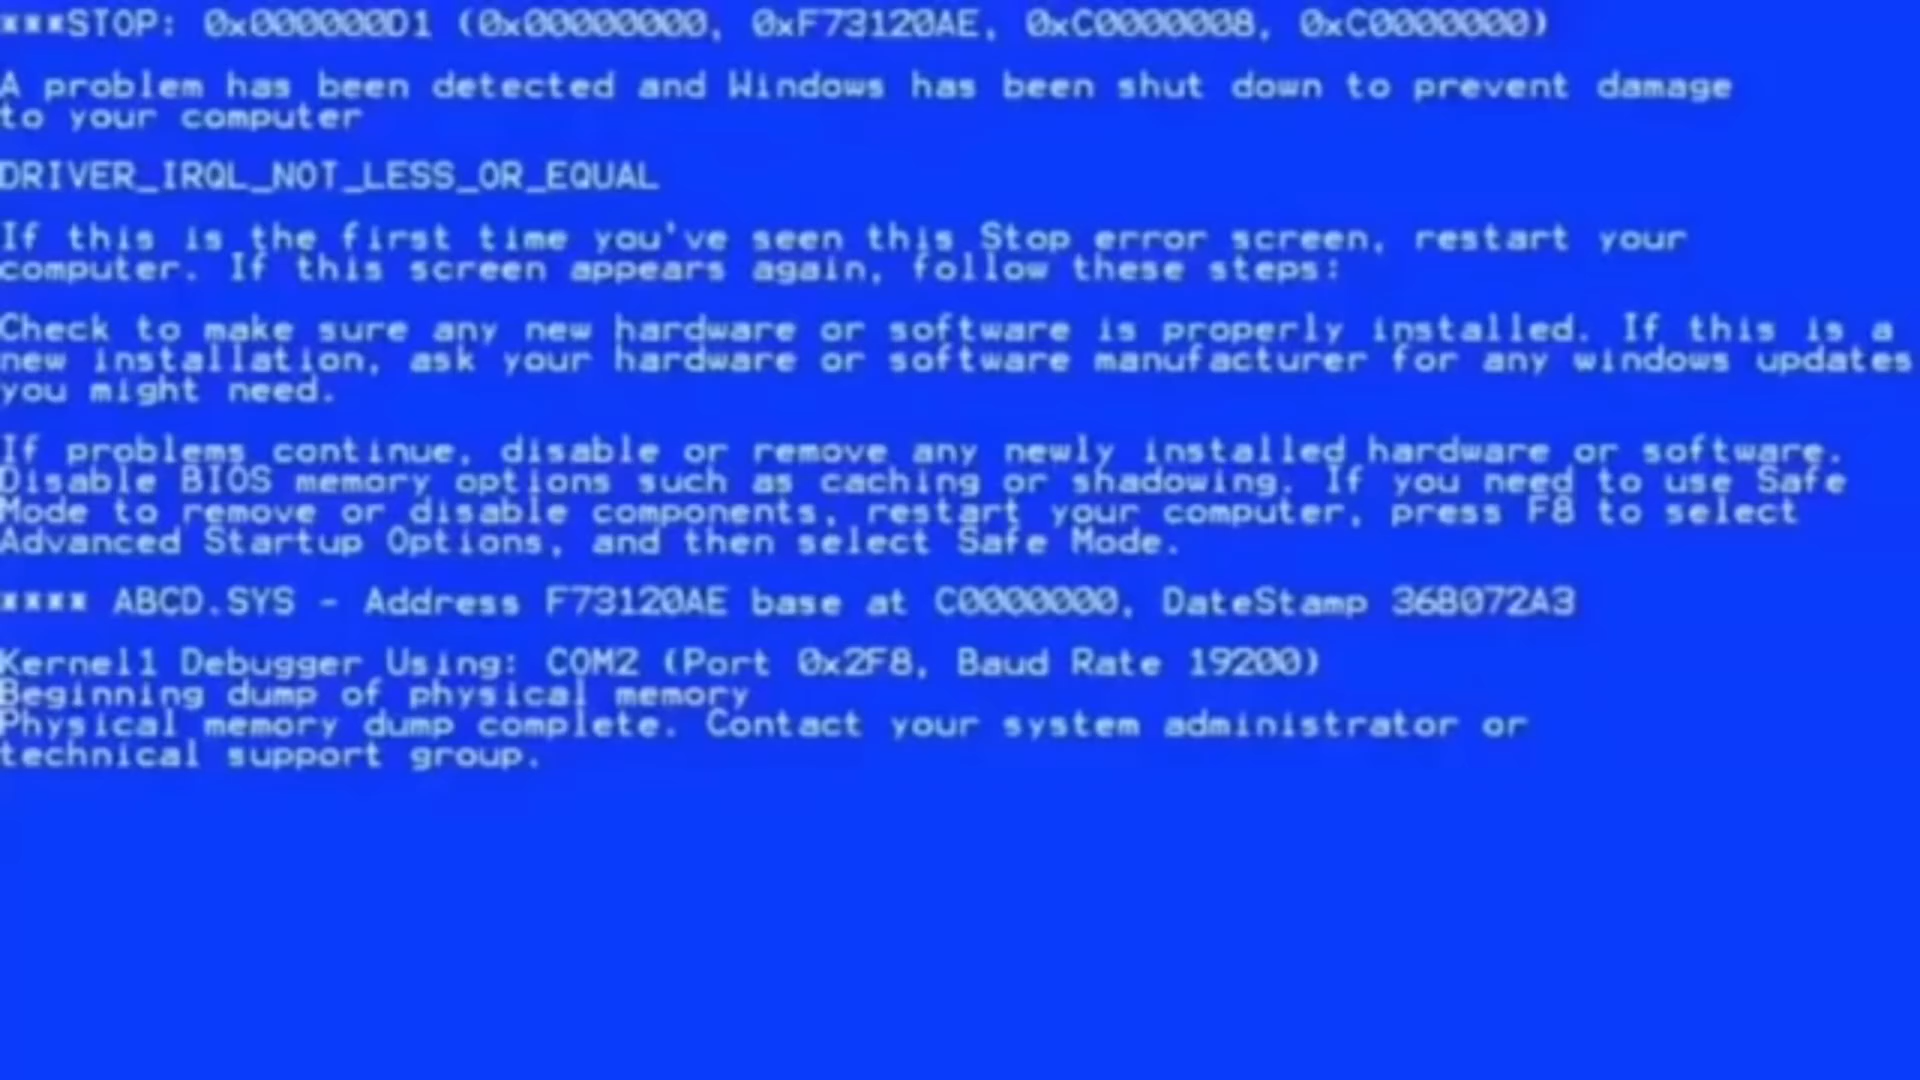 ***STOP: 0x000000D1 (0x00000000, 0xF73120AE, 0xC0000008, 0xC0000000)
A problem has been detected and Windows has been shut down to prevent damage
to your computer
DRIVER_IRQL_NOT_LESS_OR_EQUAL
If this is the first time you've seen this Stop error screen, restart your
computer. If this screen appears again, follow these steps:
Check to make sure any new hardware or software is properly installed. If this is a
new installation, ask your hardware or software manufacturer for any windows updates
you might need.
If problems continue, disable or remove any newly installed hardware or software.
Disable BIOS memory options such as caching or shadowing. If you need to use Safe
Mode to remove or disable components, restart your computer, press F8 to select
Advanced Startup Options, and then select Safe Mode.
**** ABCD.SYS - Address F73120AE base at C0000000, DateStamp 36B072A3
Kernel1 Debugger Using: COM2 (Port 0x2F8, Baud Rate 19200)
Beginning dump of physical memory
Physical memory dump complete. Contact your system administrator or
technical support group.